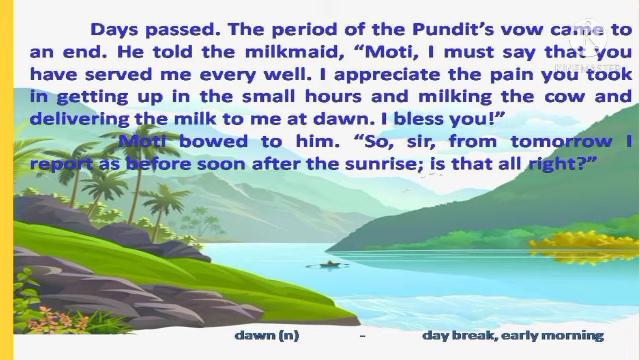 Days passed. The period of the Pundit's vow came to
an end. He told the milkmaid, "Moti, I must say that you
have served me every well. I appreciate the pain you took
in getting up in the small hours and milking the cow and
delivering the milk to me at dawn. I bless you!"
Moti bowed to him. "So, sir, from tomorrow I
report as before soon after the sunrise; is that all right?"
dawn (n) - day break, early morning
KINEMASTER